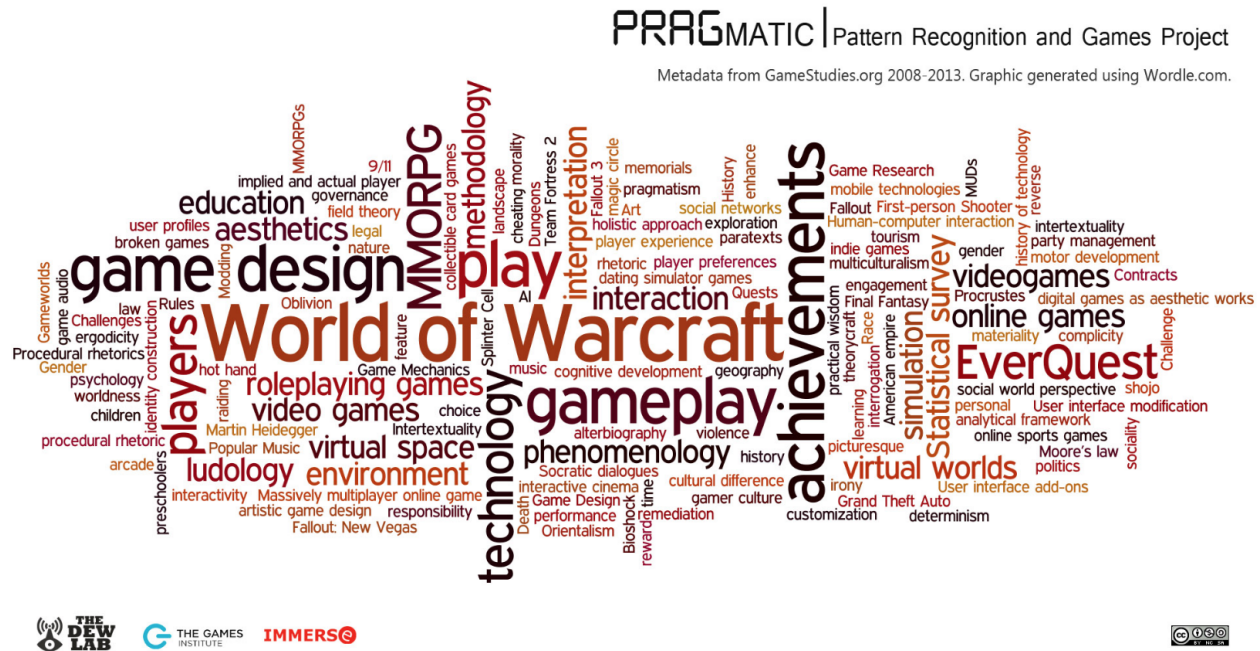 PRAGMATIC | Pattern Recognition and Games Project
Metadata from GameStudies.org 2008-2013. Graphic generated using Wordle.com.
MMORPGs
9/11
implied and actual player
governance
education
field theory
user profiles
aesthetics
legal
broken games
nature
Modding
game design
Gameworlds
game audio
law
Rules
Oblivion
Challenges
ergodicity
Procedural rhetorics
Gender
psychology
worldness
children
identity construction
players
hot hand
procedural rhetoric
arcade
preschoolers
MMORPG
collectible card games
methodology
landscape
cheating
morality
Dungeons
Team Fortress 2
play
interpretation
Fallout 3
magic circle
memorials
pragmatism
Art
History
enhance
social networks
holistic approach
exploration
player experience
paratexts
rhetoric
player preferences
dating simulator games
AI
interaction
Quests
World of Warcraft
feature
Splinter Cell
Game Mechanics
music
cognitive development
geography
roleplaying games
raiding
video games
choice
Martin Heidegger
Intertextuality
Popular Music
virtual space
ludology
environment
interactivity
Massively multiplayer online game
artistic game design
responsibility
Fallout: New Vegas
technology
gameplay
alterbiography
violence
phenomenology
history
Socratic dialogues
interactive cinema
cultural difference
Death
Game Design
time
gamer culture
performance
remediation
Orientalism
Bioshock
reward
achievements
Game Research
mobile technologies
MUDs
Fallout
First-person Shooter
Human-computer interaction
history of technology
reverse
tourism
indie games
multiculturalism
gender
intertextuality
party management
motor development
videogames
Contracts
engagement
Final Fantasy
Procrustes
digital games as aesthetic works
online games
practical wisdom
theorycraft
Race
American empire
simulation
Statistical survey
materiality
complicity
Challenge
EverQuest
social world perspective
shojo
learning
interrogation
personal
User interface modification
analytical framework
online sports games
picturesque
Moore's law
sociality
virtual worlds
politics
irony
User interface add-ons
Grand Theft Auto
customization
determinism
THE
DEW
LAB
THE GAMES
INSTITUTE
IMMERSe
cc
BY NC SA